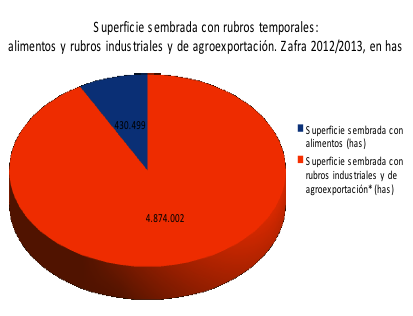 Superficie sembrada con rubros temporales:
alimentos y rubros industriales y de agroexportación. Zafra 2012/2013, en has
430.499
Superficie sembrada con
alimentos (has)
Superficie sembrada con
rubros industriales y de
agroexportación* (has)
4.874.002